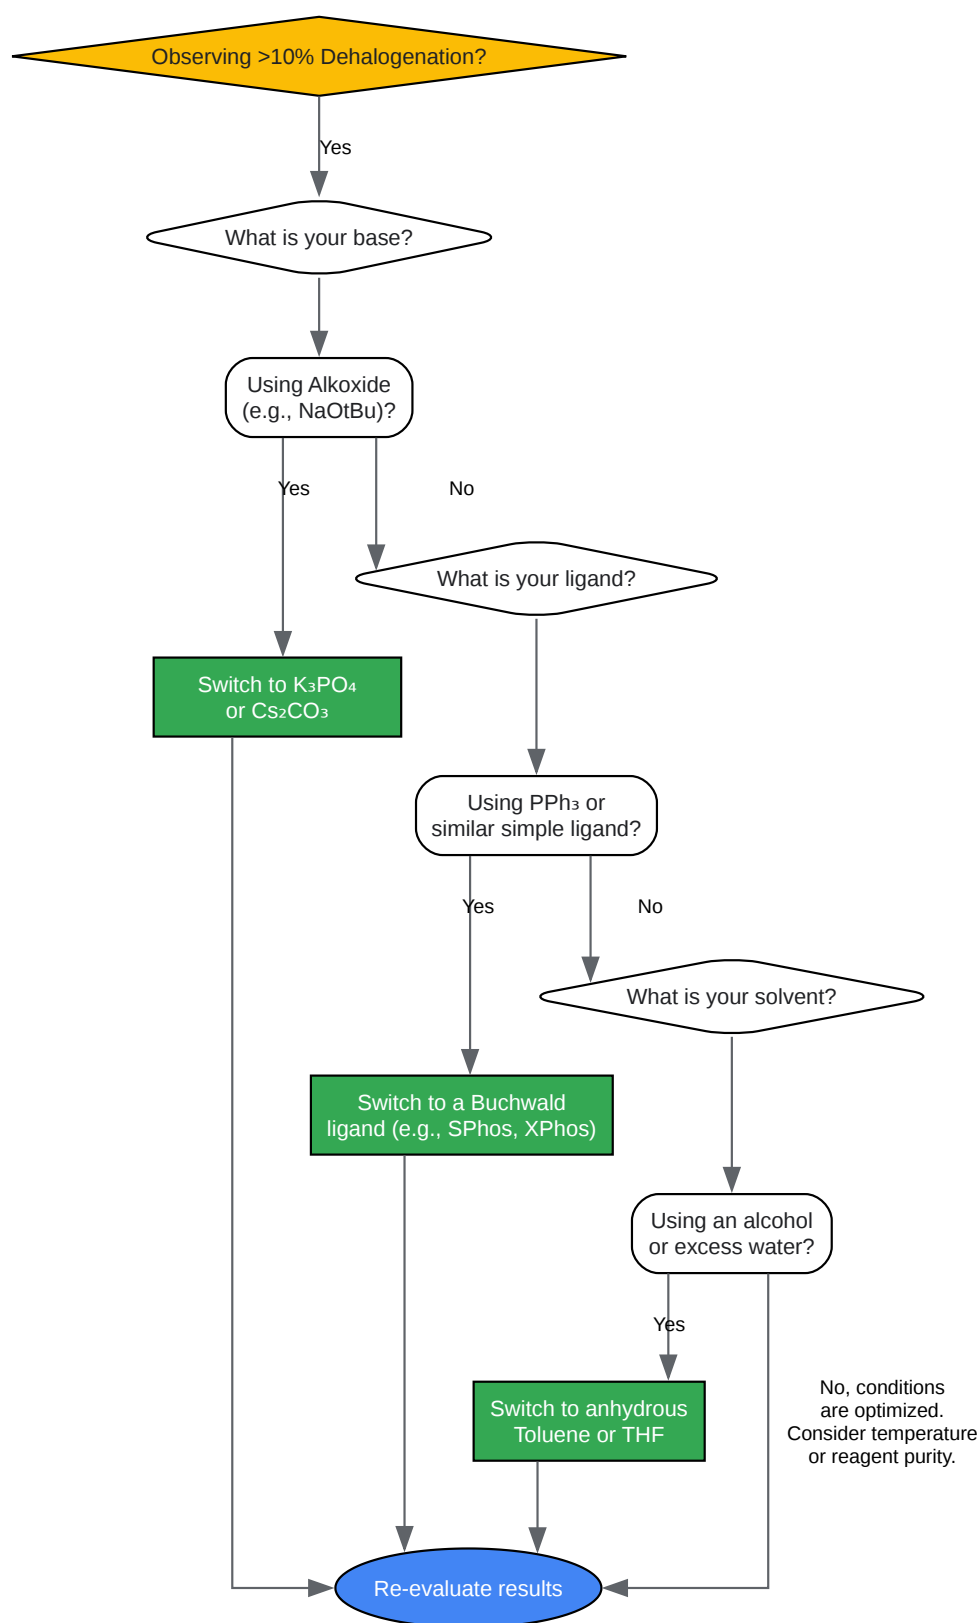 Observing >10% Dehalogenation?
Yes
What is your base?
Using Alkoxide
(e.g., NaOtBu)?
Yes
No
What is your ligand?
Switch to K₃PO₄
or Cs₂CO₃
Using PPh₃ or
similar simple ligand?
Yes
No
What is your solvent?
Switch to a Buchwald
ligand (e.g., SPhos, XPhos)
Using an alcohol
or excess water?
Yes
No, conditions
are optimized.
Consider temperature
or reagent purity.
Switch to anhydrous
Toluene or THF
Re-evaluate results